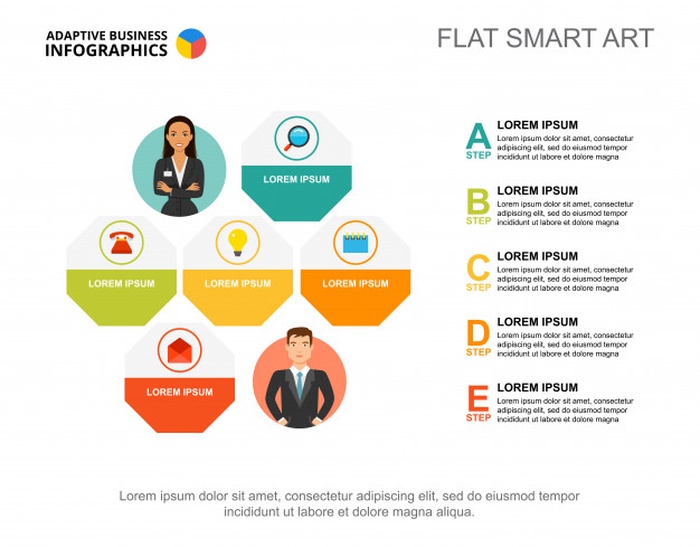 ADAPTIVE BUSINESS
INFOGRAPHICS
FLAT SMART ART
LOREM IPSUM
LOREM IPSUM
LOREM IPSUM
LOREM IPSUM
LOREM IPSUM
A
STEP
LOREM IPSUM
Lorem ipsum dolor sit amet, consectetur
adipiscing elit, sed do eiusmod tempor
incididunt ut labore et dolore magna
B
STEP
LOREM IPSUM
Lorem ipsum dolor sit amet, consectetur
adipiscing elit, sed do eiusmod tempor
incididunt ut labore et dolore magna
C
STEP
LOREM IPSUM
Lorem ipsum dolor sit amet, consectetur
adipiscing elit, sed do eiusmod tempor
incididunt ut labore et dolore magna
D
STEP
LOREM IPSUM
Lorem ipsum dolor sit amet, consectetur
adipiscing elit, sed do eiusmod tempor
incididunt ut labore et dolore magna
E
STEP
LOREM IPSUM
Lorem ipsum dolor sit amet, consectetur
adipiscing elit, sed do eiusmod tempor
incididunt ut labore et dolore magna
Lorem ipsum dolor sit amet, consectetur adipiscing elit, sed do eiusmod tempor
incididunt ut labore et dolore magna aliqua.